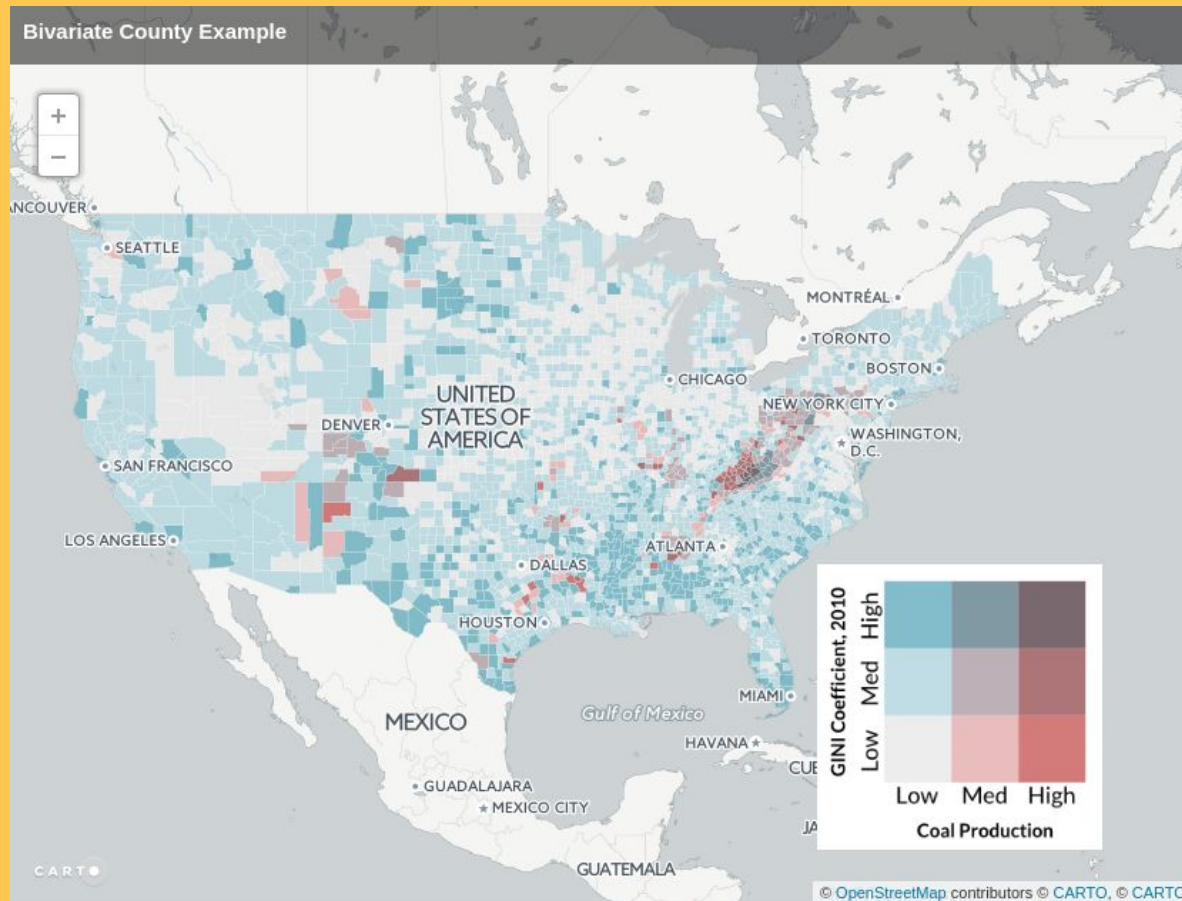 Bivariate County Example
+
−
ANCOUVER
SEATTLE
MONTRÉAL
TORONTO
BOSTON
CHICAGO
NEW YORK CITY
UNITED
STATES OF
AMERICA
DENVER
WASHINGTON,
D.C.
SAN FRANCISCO
LOS ANGELES
ATLANTA
DALLAS
HOUSTON
MIAMI
MEXICO
Gulf of Mexico
HAVANA
CUB
GUADALAJARA
MEXICO CITY
JA
GUATEMALA
GINI Coefficient, 2010
High
Med
Low
Low Med High
Coal Production
CARTO
© OpenStreetMap contributors © CARTO, © CARTO